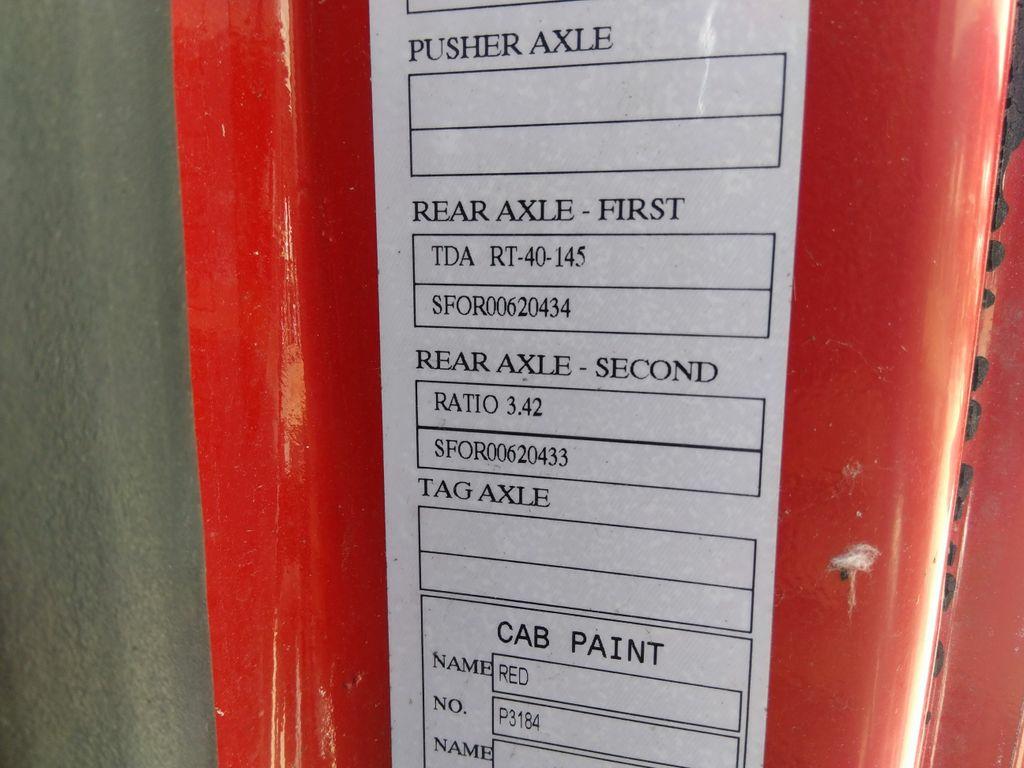 PUSHER AXLE
REAR AXLE - FIRST
TDA RT-40-145
SFOR00620434
REAR AXLE - SECOND
RATIO 3.42
SFOR00620433
TAG AXLE
CAB PAINT
NAME RED
NO. P3184
NAME